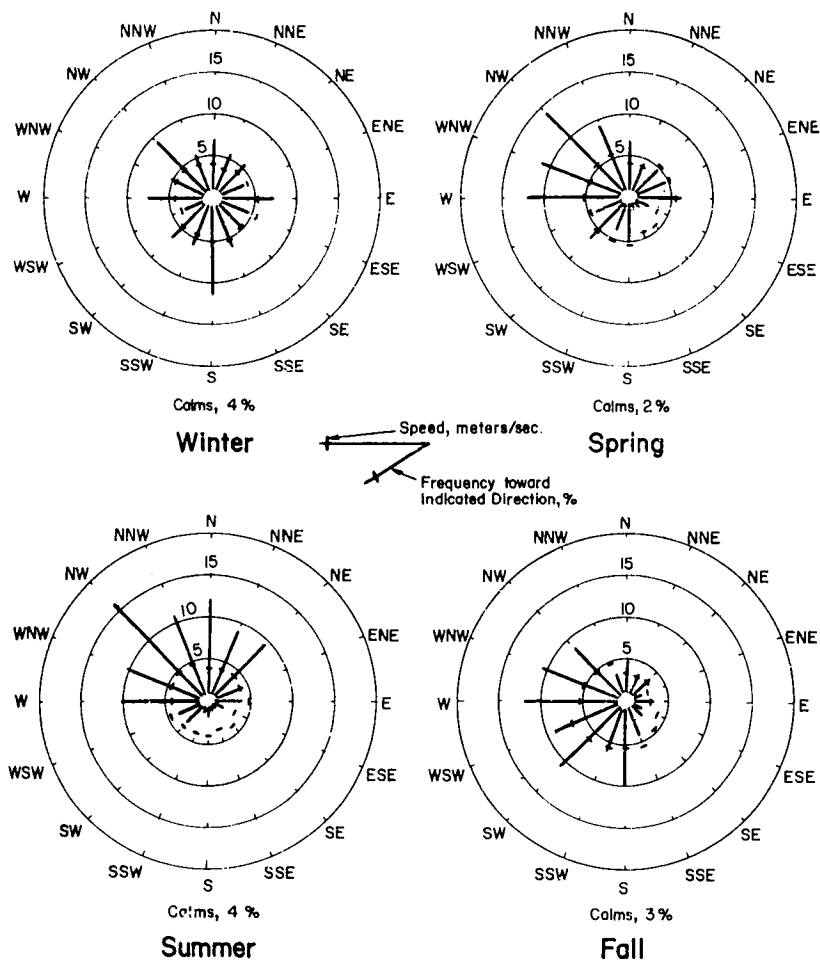 N
NNW
NNE
NW
NE
WNW
ENE
W
E
WSW
ESE
SW
SE
SSW
SSE
S
15
10
5
Calms, 4%
Winter
N
NNW
NNE
NW
NE
WNW
ENE
W
E
WSW
ESE
SW
SE
SSW
SSE
S
15
10
5
Calms, 2%
Spring
Speed, meters/sec.
Frequency toward
Indicated Direction, %
N
NNW
NNE
NW
NE
WNW
ENE
W
E
WSW
ESE
SW
SE
SSW
SSE
S
15
10
5
Calms, 4%
Summer
N
NNW
NNE
NW
NE
WNW
ENE
W
E
WSW
ESE
SW
SE
SSW
SSE
S
15
10
5
Calms, 3%
Fall